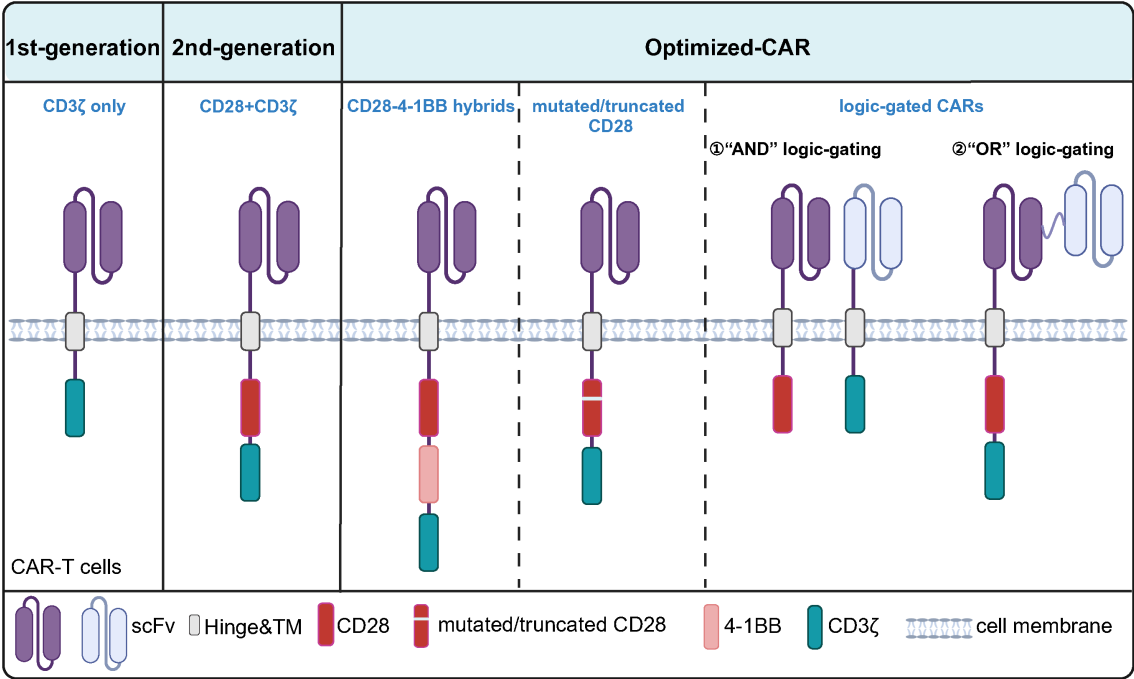 1st-generation
2nd-generation
Optimized-CAR
CD3ζ only
CD28+CD3ζ
CD28-4-1BB hybrids
mutated/truncated
CD28
logic-gated CARs
①“AND” logic-gating
②“OR” logic-gating
CAR-T cells
scFv
Hinge&TM
CD28
mutated/truncated CD28
4-1BB
CD3ζ
cell membrane